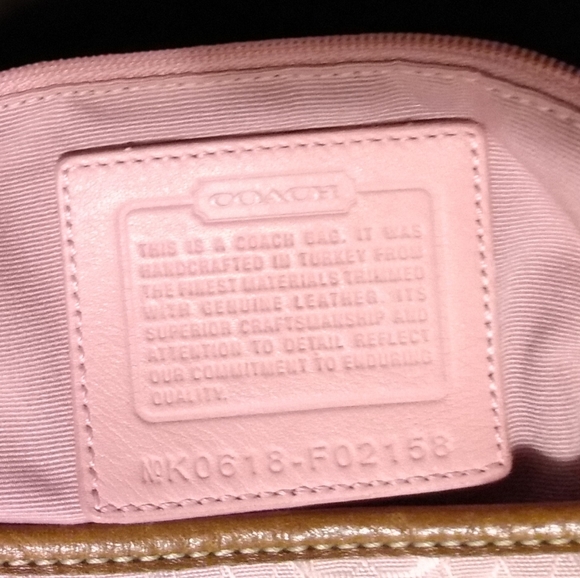 COACH
THIS IS A COACH BAG. IT WAS
HANDCRAFTED IN TURKEY FROM
THE FINEST MATERIALS TRIMMED
WITH GENUINE LEATHER. ITS
SUPERIOR CRAFTSMANSHIP AND
ATTENTION TO DETAIL REFLECT
OUR COMMITMENT TO ENDURING
QUALITY.
NoK0618-F02158